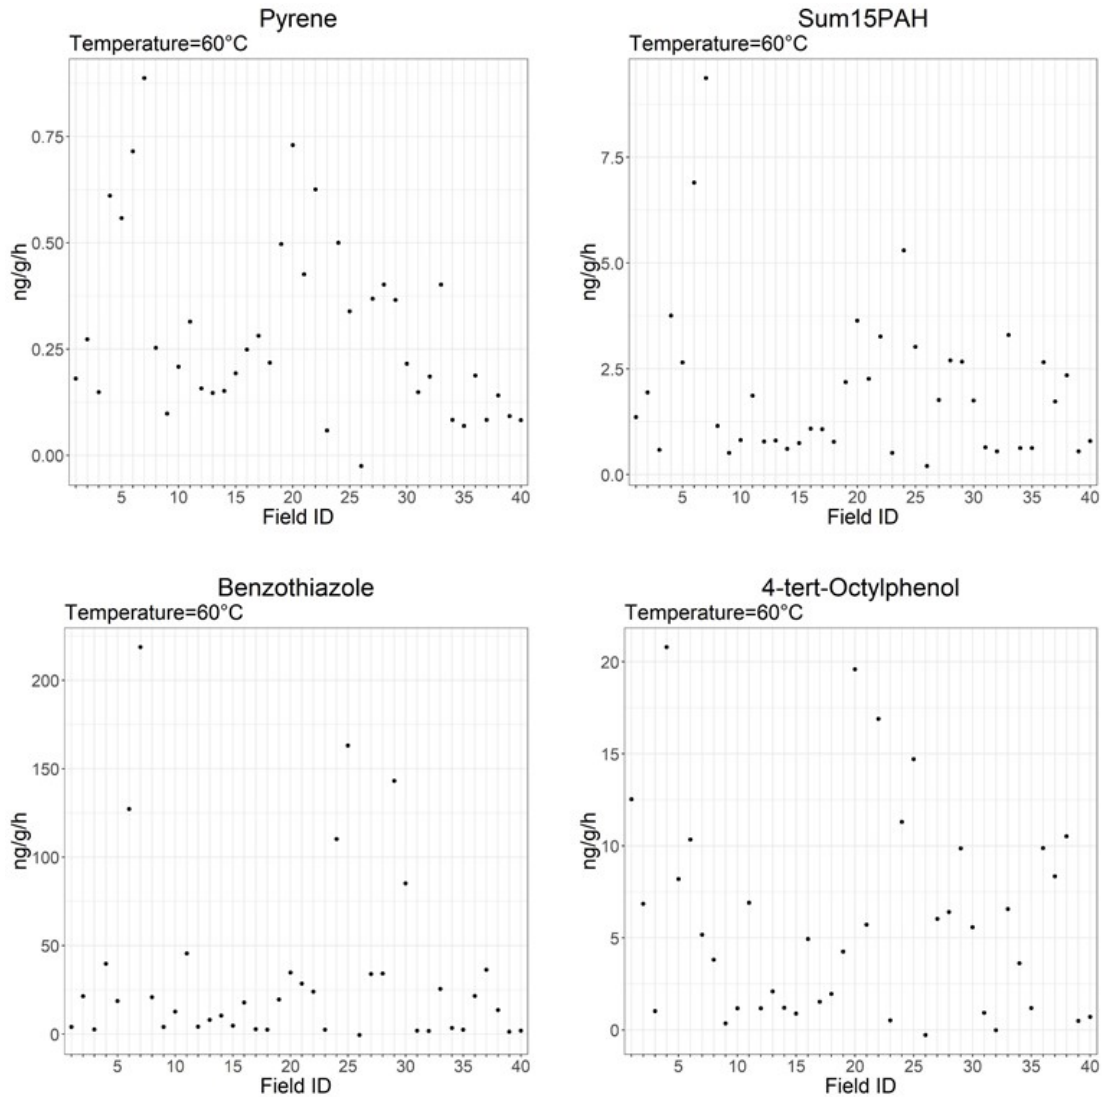 Pyrene
Temperature=60°C
ng/g/h
0.75
0.50
0.25
0.00
5 10 15 20 25 30 35 40
Field ID
Sum15PAH
Temperature=60°C
ng/g/h
7.5
5.0
2.5
0.0
5 10 15 20 25 30 35 40
Field ID
Benzothiazole
Temperature=60°C
ng/g/h
200
150
100
50
0
5 10 15 20 25 30 35 40
Field ID
4-tert-Octylphenol
Temperature=60°C
ng/g/h
20
15
10
5
0
5 10 15 20 25 30 35 40
Field ID